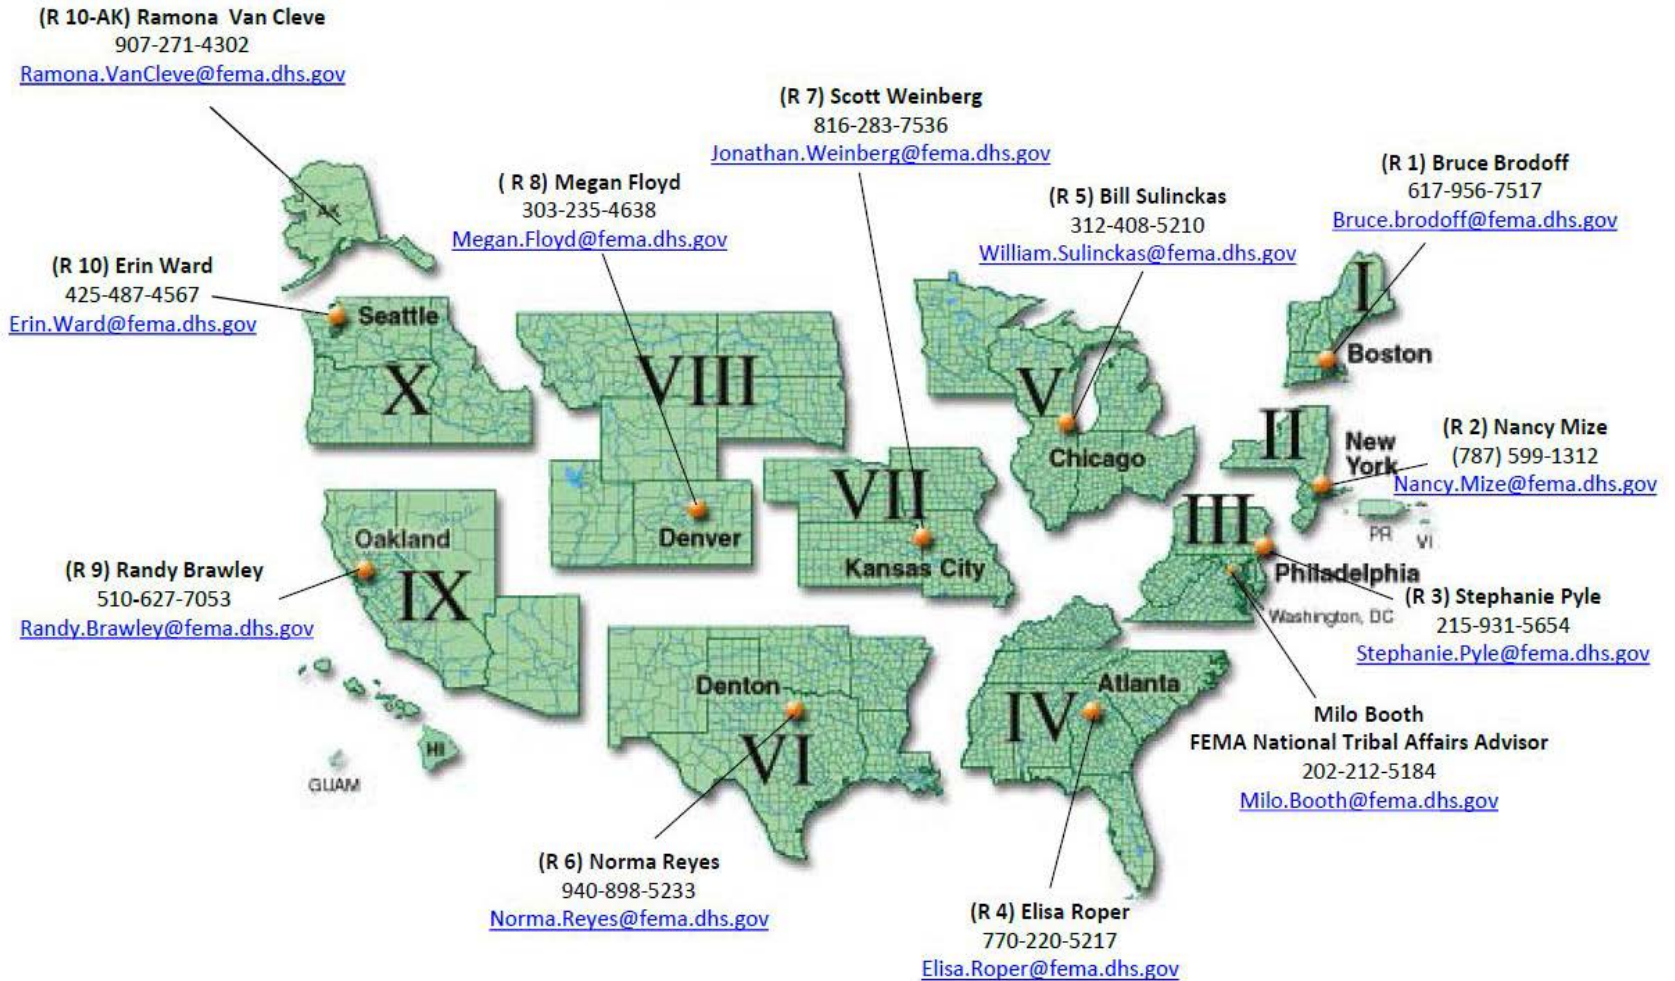 (R 10-AK) Ramona Van Cleve
907-271-4302
Ramona.VanCleve@fema.dhs.gov
(R 7) Scott Weinberg
816-283-7536
Jonathan.Weinberg@fema.dhs.gov
(R 1) Bruce Brodoff
617-956-7517
Bruce.brodoff@fema.dhs.gov
( R 8) Megan Floyd
303-235-4638
Megan.Floyd@fema.dhs.gov
(R 5) Bill Sulinckas
312-408-5210
William.Sulinckas@fema.dhs.gov
AK
(R 10) Erin Ward
425-487-4567
Erin.Ward@fema.dhs.gov
Seattle
X
VIII
V
Chicago
I
Boston
II
New
York
(R 2) Nancy Mize
(787) 599-1312
Nancy.Mize@fema.dhs.gov
PR
VI
Denver
VII
Kansas City
III
Philadelphia
Washington, DC
(R 3) Stephanie Pyle
215-931-5654
Stephanie.Pyle@fema.dhs.gov
Oakland
IX
(R 9) Randy Brawley
510-627-7053
Randy.Brawley@fema.dhs.gov
HI
GUAM
Denton
VI
Atlanta
IV
Milo Booth
FEMA National Tribal Affairs Advisor
202-212-5184
Milo.Booth@fema.dhs.gov
(R 6) Norma Reyes
940-898-5233
Norma.Reyes@fema.dhs.gov
(R 4) Elisa Roper
770-220-5217
Elisa.Roper@fema.dhs.gov